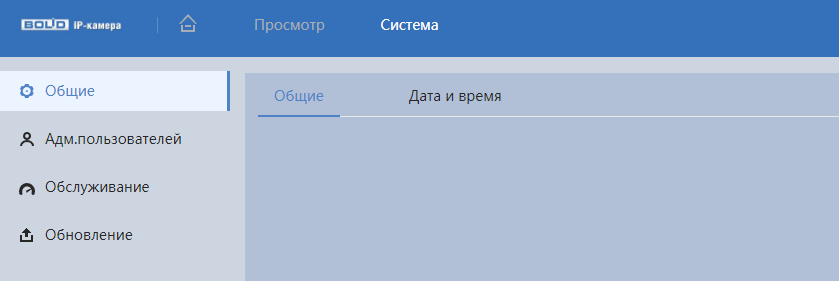 BOLID IP-камера Просмотр Система
Общие
Адм.пользователей
Обслуживание
Обновление
Общие Дата и время